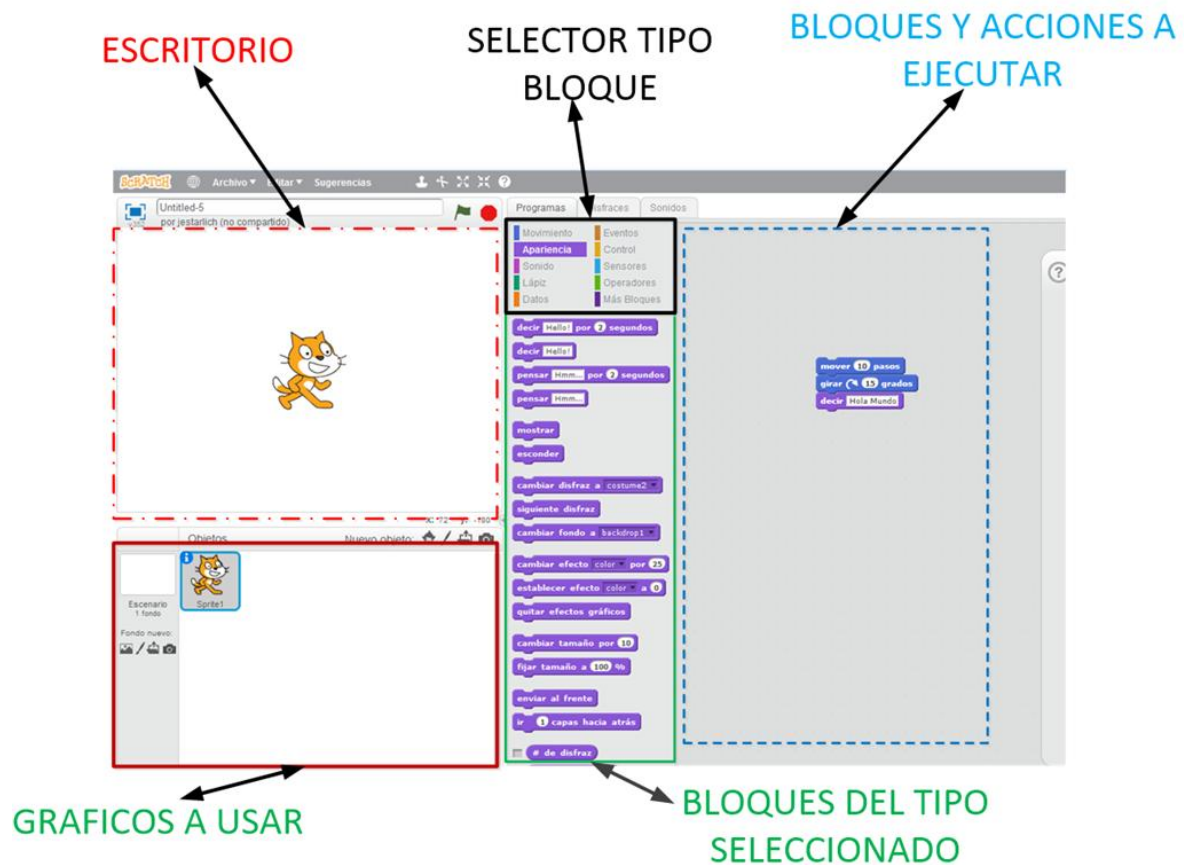 ESCRITORIO
SELECTOR TIPO
BLOQUE
BLOQUES Y ACCIONES A
EJECUTAR
SCRATCH Archivo Editar Sugerencias
Untitled-5
por jestarlich (no compartido)
Programas Disfraces Sonidos
Movimiento Eventos
Apariencia Control
Sonido Sensores
Lápiz Operadores
Datos Más Bloques
decir Hello! por 2 segundos
decir Hello!
pensar Hmm... por 2 segundos
pensar Hmm...
mostrar
esconder
cambiar disfraz a costume2
siguiente disfraz
cambiar fondo a backdrop1
cambiar efecto color por 25
establecer efecto color a 0
quitar efectos gráficos
cambiar tamaño por 10
fijar tamaño a 100 %
enviar al frente
ir 1 capas hacia atrás
# de disfraz
mover 10 pasos
girar 15 grados
decir Hola Mundo
?
Objetos Nuevo objeto:
Escenario
1 fondo
Fondo nuevo:
Sprite1
GRAFICOS A USAR
BLOQUES DEL TIPO
SELECCIONADO